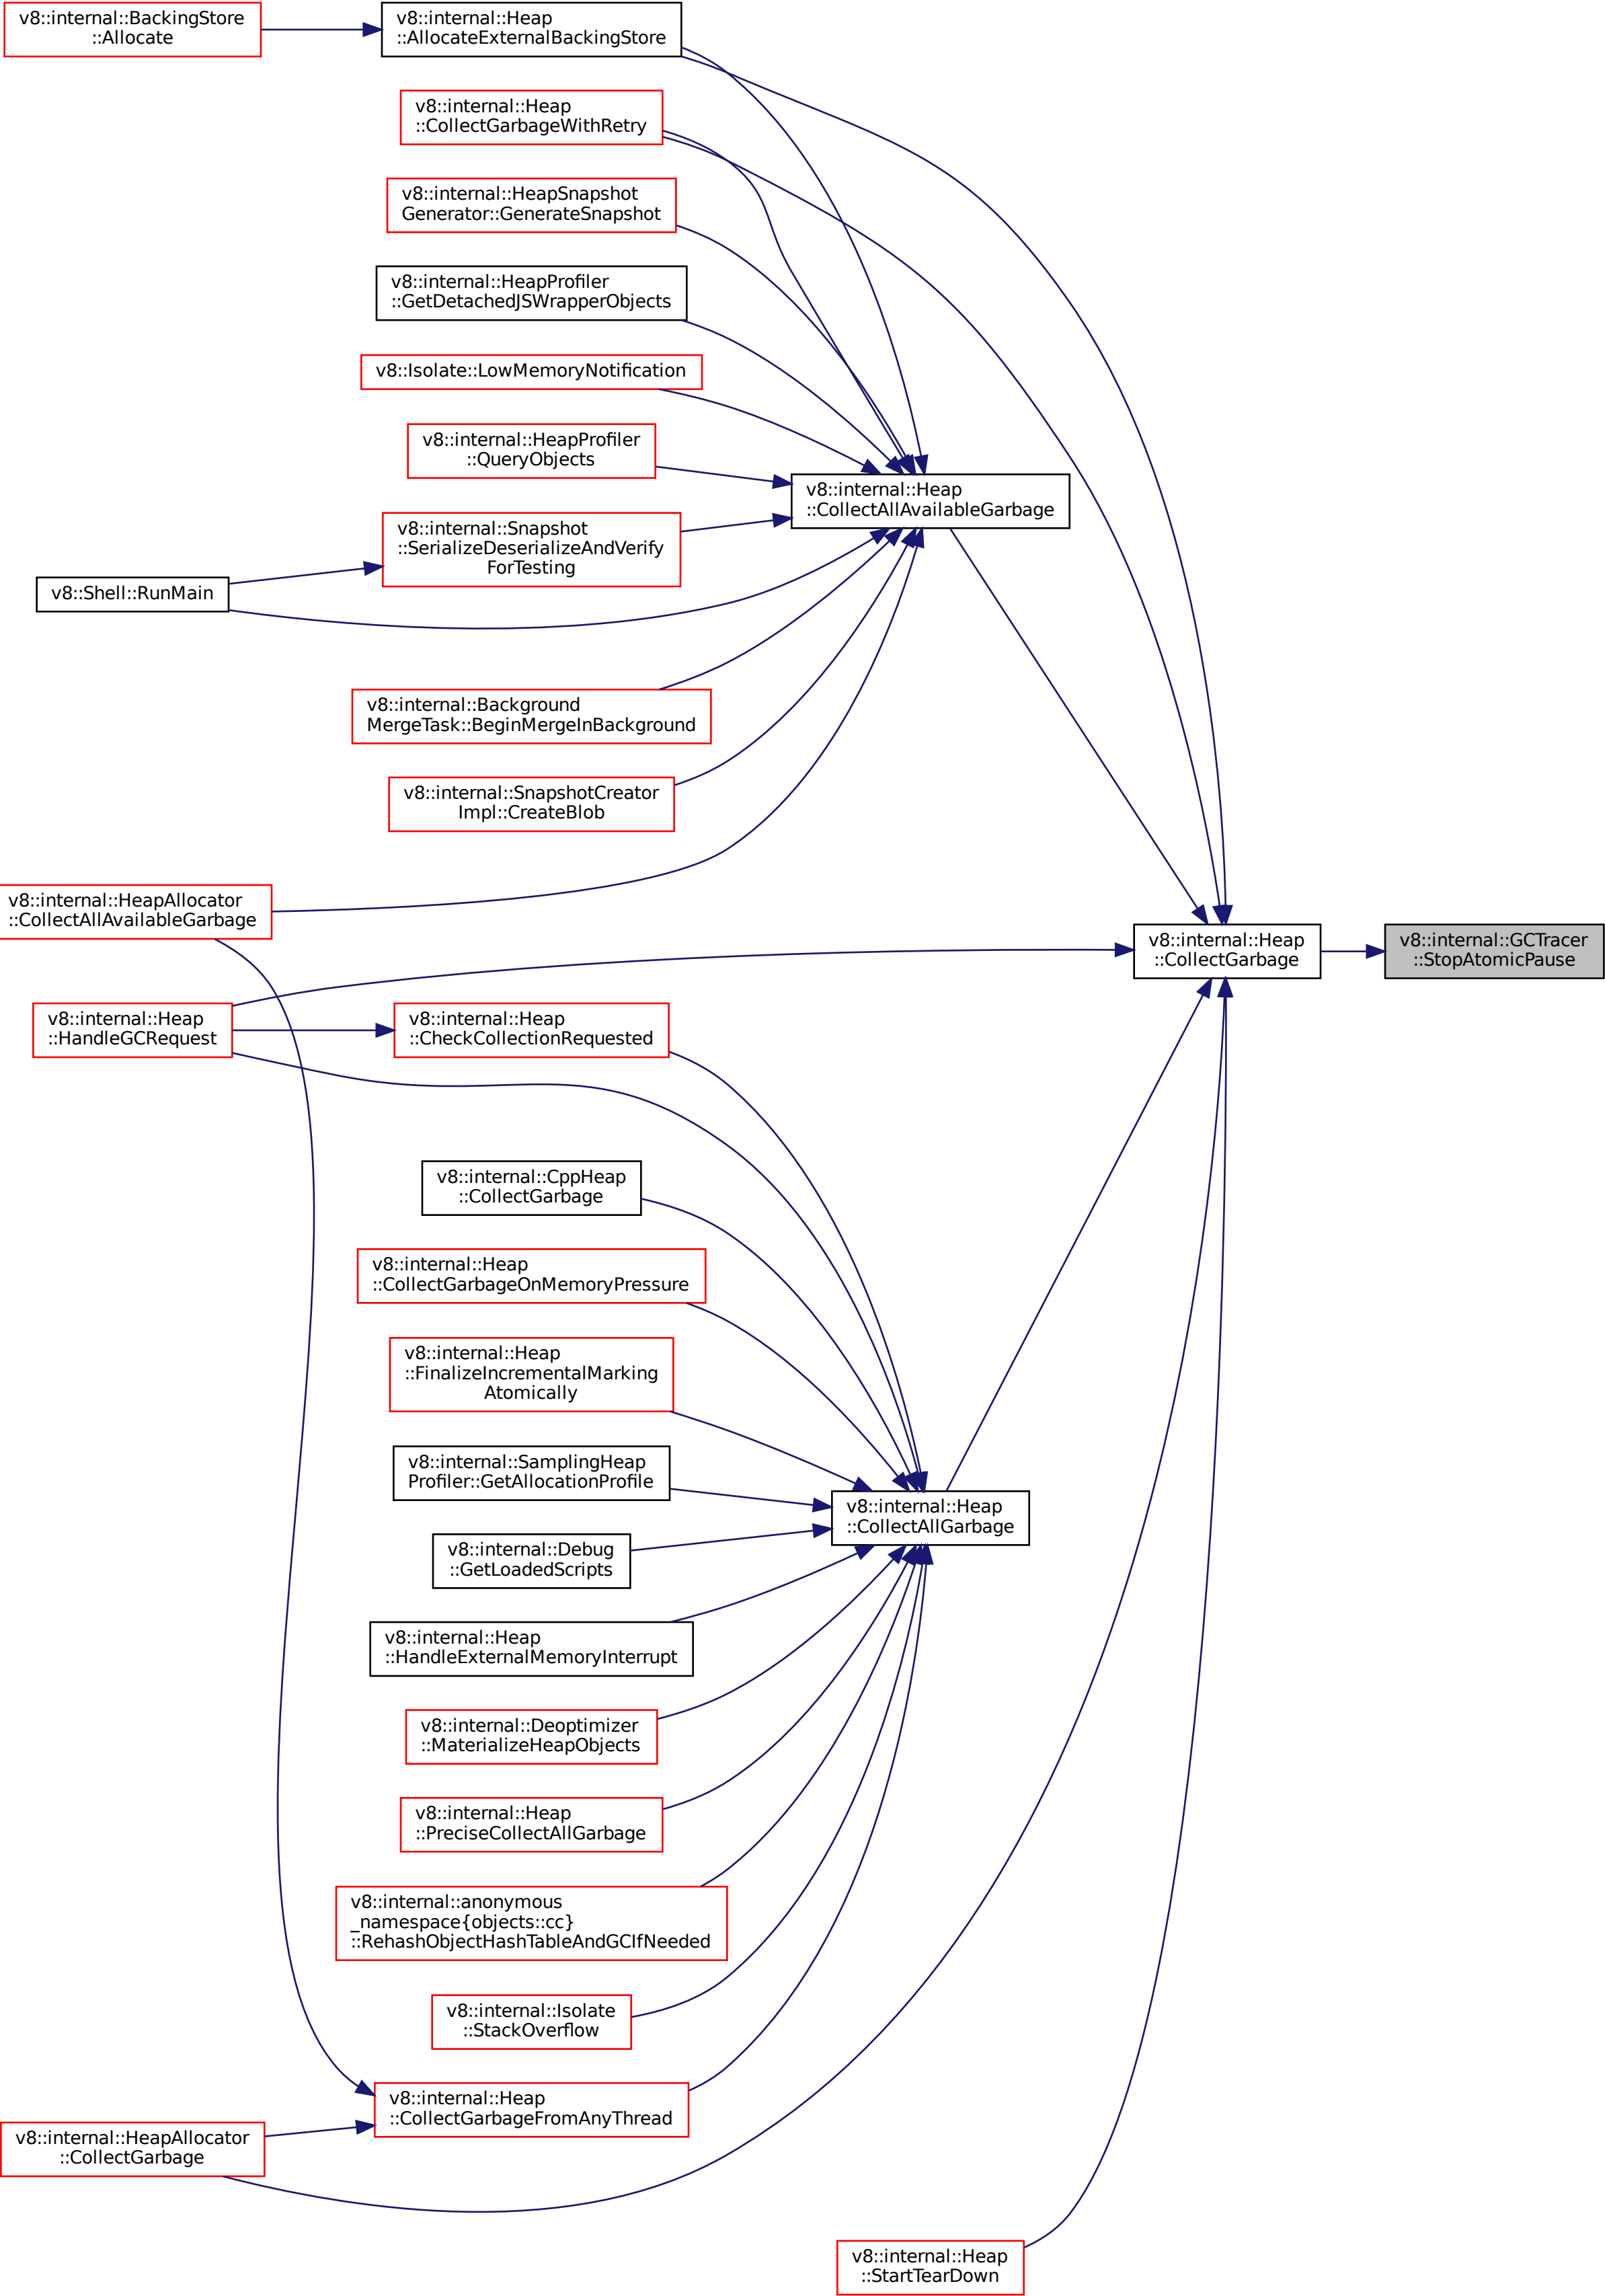 v8::internal::BackingStore
::Allocate
v8::internal::Heap
::AllocateExternalBackingStore
v8::internal::Heap
::CollectGarbageWithRetry
v8::internal::HeapSnapshot
Generator::GenerateSnapshot
v8::internal::HeapProfiler
::GetDetachedJSWrapperObjects
v8::Isolate::LowMemoryNotification
v8::internal::HeapProfiler
::QueryObjects
v8::internal::Heap
::CollectAllAvailableGarbage
v8::internal::Snapshot
::SerializeDeserializeAndVerify
ForTesting
v8::Shell::RunMain
v8::internal::Background
MergeTask::BeginMergeInBackground
v8::internal::SnapshotCreator
Impl::CreateBlob
v8::internal::HeapAllocator
::CollectAllAvailableGarbage
v8::internal::Heap
::CollectGarbage
v8::internal::GCTracer
::StopAtomicPause
v8::internal::Heap
::HandleGCRequest
v8::internal::Heap
::CheckCollectionRequested
v8::internal::CppHeap
::CollectGarbage
v8::internal::Heap
::CollectGarbageOnMemoryPressure
v8::internal::Heap
::FinalizeIncrementalMarking
Atomically
v8::internal::SamplingHeap
Profiler::GetAllocationProfile
v8::internal::Heap
::CollectAllGarbage
v8::internal::Debug
::GetLoadedScripts
v8::internal::Heap
::HandleExternalMemoryInterrupt
v8::internal::Deoptimizer
::MaterializeHeapObjects
v8::internal::Heap
::PreciseCollectAllGarbage
v8::internal::anonymous
_namespace{objects::cc}
::RehashObjectHashTableAndGCIfNeeded
v8::internal::Isolate
::StackOverflow
v8::internal::Heap
::CollectGarbageFromAnyThread
v8::internal::HeapAllocator
::CollectGarbage
v8::internal::Heap
::StartTearDown